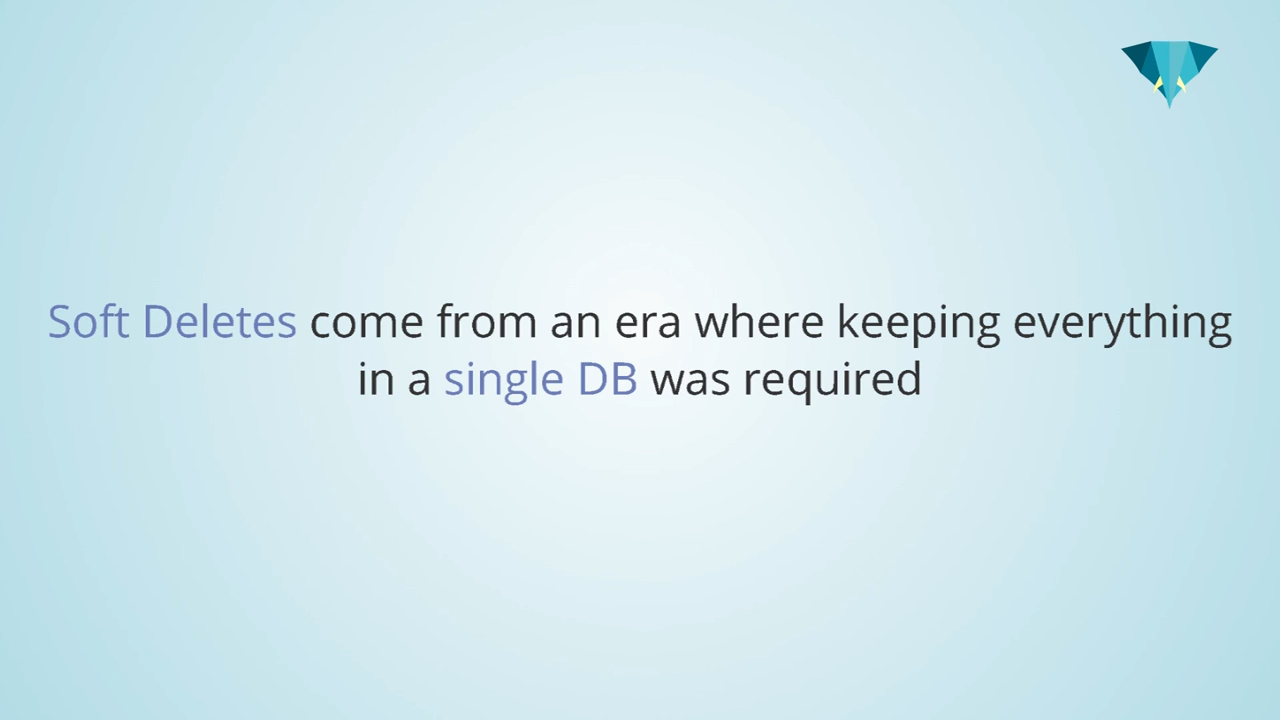 Soft Deletes come from an era where keeping everything
in a single DB was required